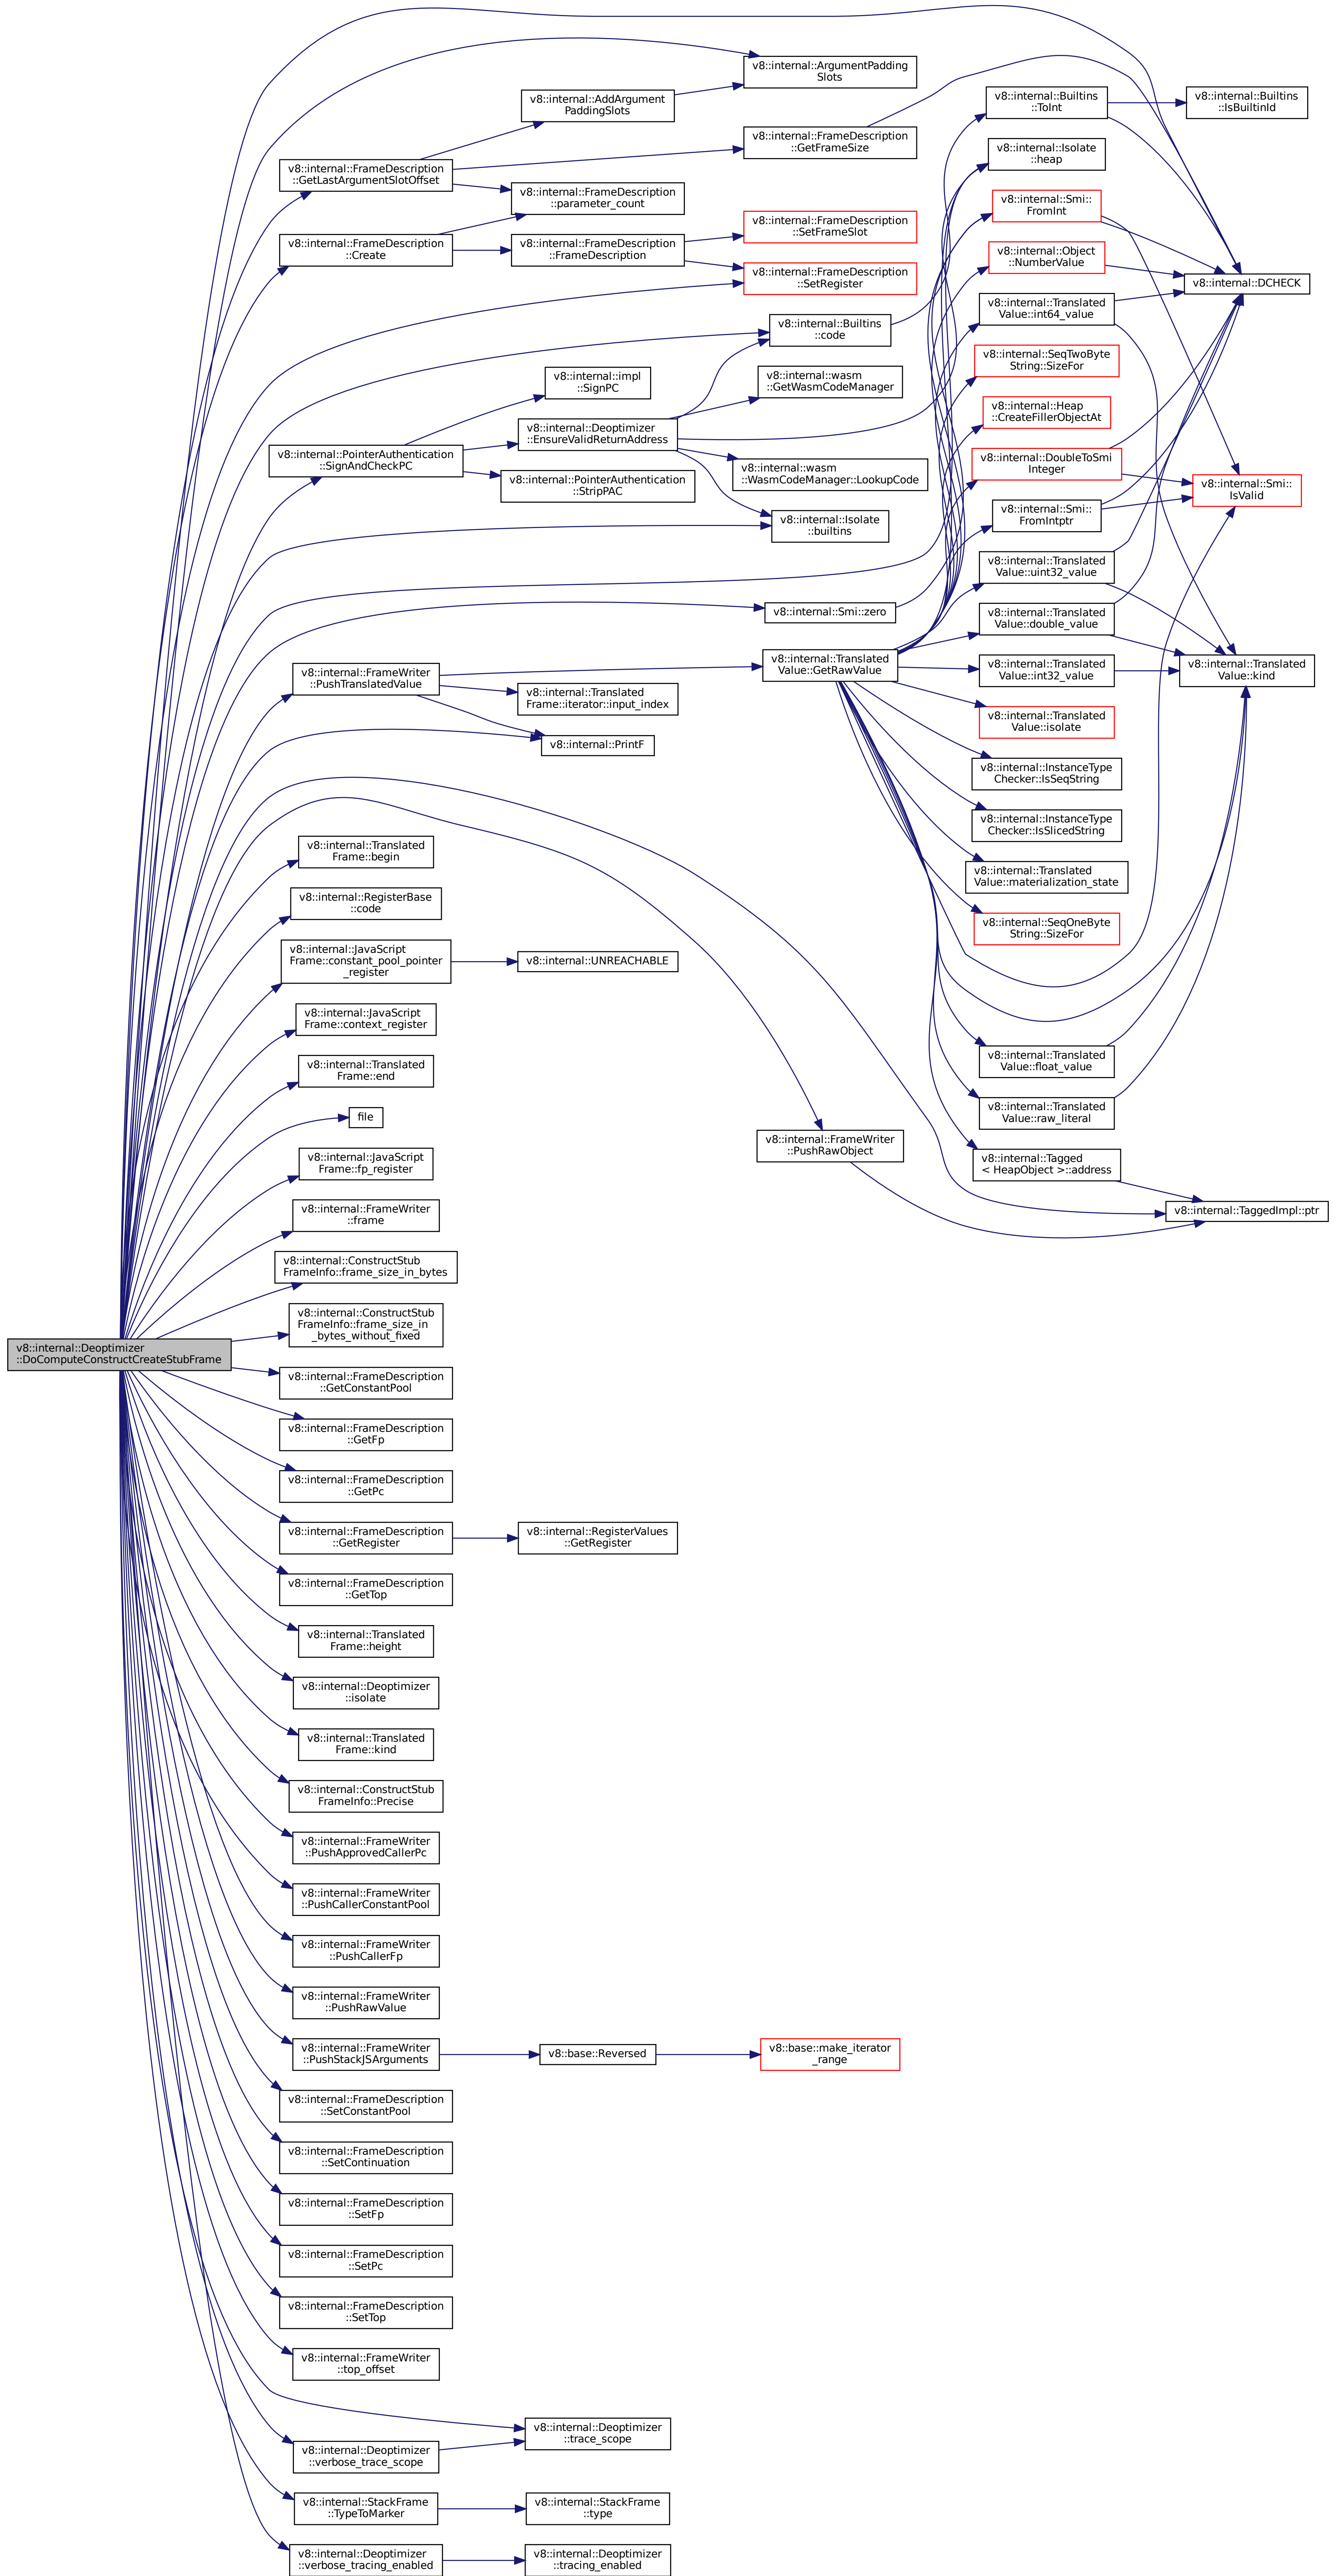 v8::internal::Deoptimizer
::DoComputeConstructCreateStubFrame
v8::internal::FrameDescription
::GetLastArgumentSlotOffset
v8::internal::FrameDescription
::Create
v8::internal::PointerAuthentication
::SignAndCheckPC
v8::internal::FrameWriter
::PushTranslatedValue
v8::internal::Translated
Frame::begin
v8::internal::RegisterBase
::code
v8::internal::JavaScript
Frame::constant_pool_pointer
_register
v8::internal::JavaScript
Frame::context_register
v8::internal::Translated
Frame::end
file
v8::internal::JavaScript
Frame::fp_register
v8::internal::FrameWriter
::frame
v8::internal::ConstructStub
FrameInfo::frame_size_in_bytes
v8::internal::ConstructStub
FrameInfo::frame_size_in
_bytes_without_fixed
v8::internal::FrameDescription
::GetConstantPool
v8::internal::FrameDescription
::GetFp
v8::internal::FrameDescription
::GetPc
v8::internal::FrameDescription
::GetRegister
v8::internal::FrameDescription
::GetTop
v8::internal::Translated
Frame::height
v8::internal::Deoptimizer
::isolate
v8::internal::Translated
Frame::kind
v8::internal::ConstructStub
FrameInfo::Precise
v8::internal::FrameWriter
::PushApprovedCallerPc
v8::internal::FrameWriter
::PushCallerConstantPool
v8::internal::FrameWriter
::PushCallerFp
v8::internal::FrameWriter
::PushRawValue
v8::internal::FrameWriter
::PushStackJSArguments
v8::internal::FrameDescription
::SetConstantPool
v8::internal::FrameDescription
::SetContinuation
v8::internal::FrameDescription
::SetFp
v8::internal::FrameDescription
::SetPc
v8::internal::FrameDescription
::SetTop
v8::internal::FrameWriter
::top_offset
v8::internal::Deoptimizer
::verbose_trace_scope
v8::internal::StackFrame
::TypeToMarker
v8::internal::Deoptimizer
::verbose_tracing_enabled
v8::internal::AddArgument
PaddingSlots
v8::internal::FrameDescription
::parameter_count
v8::internal::FrameDescription
::FrameDescription
v8::internal::impl
::SignPC
v8::internal::Deoptimizer
::EnsureValidReturnAddress
v8::internal::PointerAuthentication
::StripPAC
v8::internal::Translated
Frame::iterator::input_index
v8::internal::PrintF
v8::internal::UNREACHABLE
v8::internal::RegisterValues
::GetRegister
v8::base::Reversed
v8::internal::Deoptimizer
::trace_scope
v8::internal::StackFrame
::type
v8::internal::Deoptimizer
::tracing_enabled
v8::internal::ArgumentPadding
Slots
v8::internal::FrameDescription
::GetFrameSize
v8::internal::FrameDescription
::SetFrameSlot
v8::internal::FrameDescription
::SetRegister
v8::internal::Builtins
::code
v8::internal::wasm
::GetWasmCodeManager
v8::internal::wasm
::WasmCodeManager::LookupCode
v8::internal::Isolate
::builtins
v8::internal::Smi::zero
v8::internal::Translated
Value::GetRawValue
v8::internal::FrameWriter
::PushRawObject
v8::base::make_iterator
_range
v8::internal::Builtins
::ToInt
v8::internal::Isolate
::heap
v8::internal::Smi::
FromInt
v8::internal::Object
::NumberValue
v8::internal::Translated
Value::int64_value
v8::internal::SeqTwoByte
String::SizeFor
v8::internal::Heap
::CreateFillerObjectAt
v8::internal::DoubleToSmi
Integer
v8::internal::Smi::
FromIntptr
v8::internal::Translated
Value::uint32_value
v8::internal::Translated
Value::double_value
v8::internal::Translated
Value::int32_value
v8::internal::Translated
Value::isolate
v8::internal::InstanceType
Checker::IsSeqString
v8::internal::InstanceType
Checker::IsSlicedString
v8::internal::Translated
Value::materialization_state
v8::internal::SeqOneByte
String::SizeFor
v8::internal::Translated
Value::float_value
v8::internal::Translated
Value::raw_literal
v8::internal::Tagged
< HeapObject >::address
v8::internal::Builtins
::IsBuiltinId
v8::internal::DCHECK
v8::internal::Smi::
IsValid
v8::internal::Translated
Value::kind
v8::internal::TaggedImpl::ptr